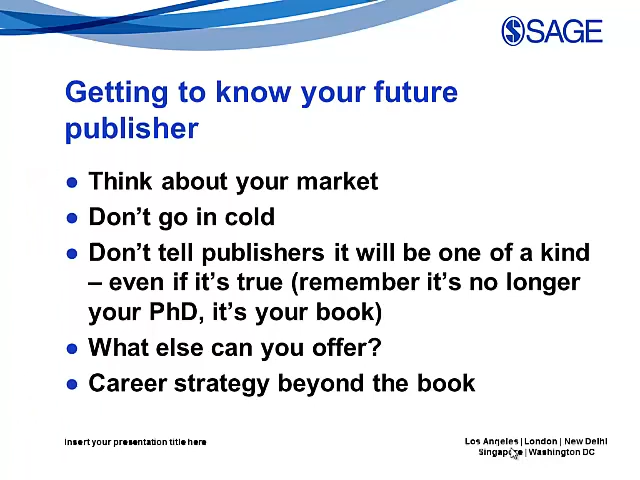 SAGE
Getting to know your future
publisher
● Think about your market
● Don’t go in cold
● Don’t tell publishers it will be one of a kind
– even if it’s true (remember it’s no longer
your PhD, it’s your book)
● What else can you offer?
● Career strategy beyond the book
Insert your presentation title here
Los Angeles | London | New Delhi
Singapore | Washington DC